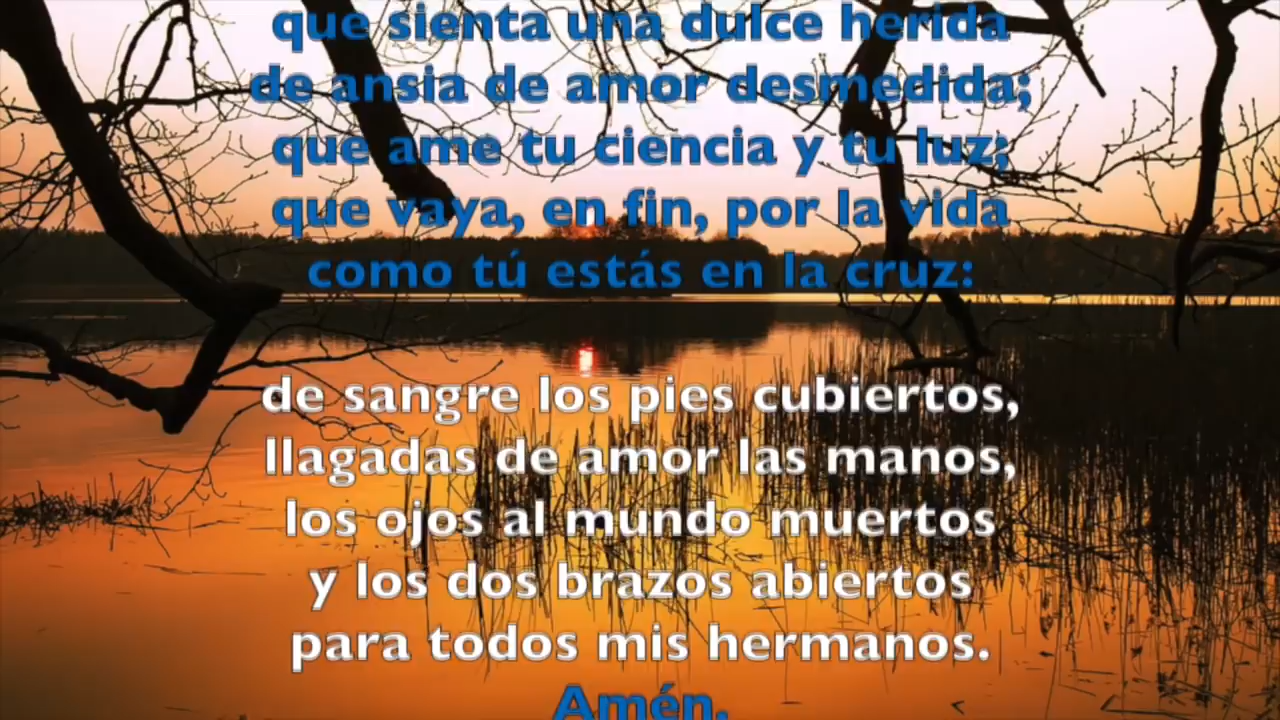 que sienta una dulce herida
de ansia de amor desmedida;
que ame tu ciencia y tu luz;
que vaya, en fin, por la vida
como tú estás en la cruz:
de sangre los pies cubiertos,
llagadas de amor las manos,
los ojos al mundo muertos
y los dos brazos abiertos
para todos mis hermanos.
Amén.